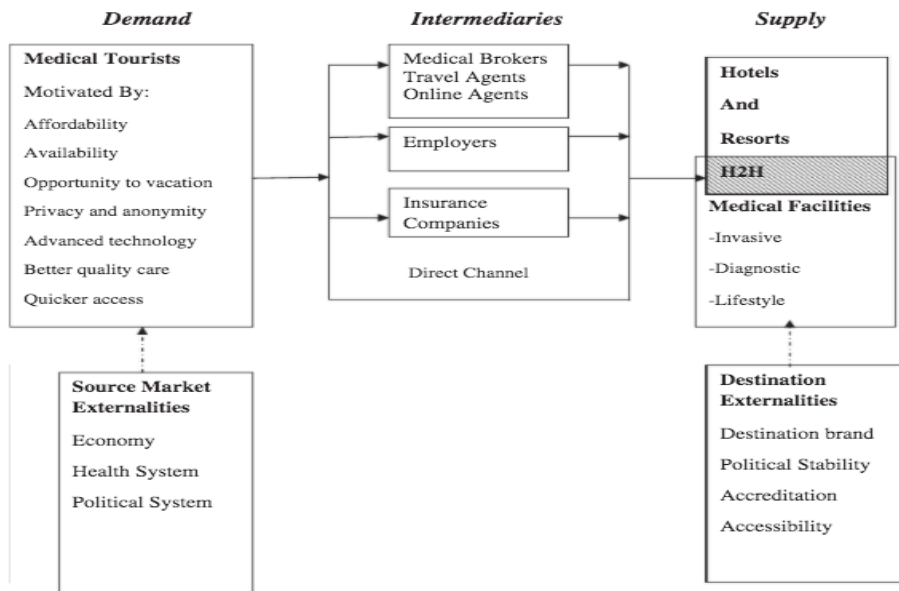 Demand
Intermediaries
Supply
Medical Tourists
Motivated By:
Affordability
Availability
Opportunity to vacation
Privacy and anonymity
Advanced technology
Better quality care
Quicker access
Medical Brokers
Travel Agents
Online Agents
Employers
Insurance
Companies
Direct Channel
Hotels
And
Resorts
H2H
Medical Facilities
-Invasive
-Diagnostic
-Lifestyle
Source Market
Externalities
Economy
Health System
Political System
Destination
Externalities
Destination brand
Political Stability
Accreditation
Accessibility